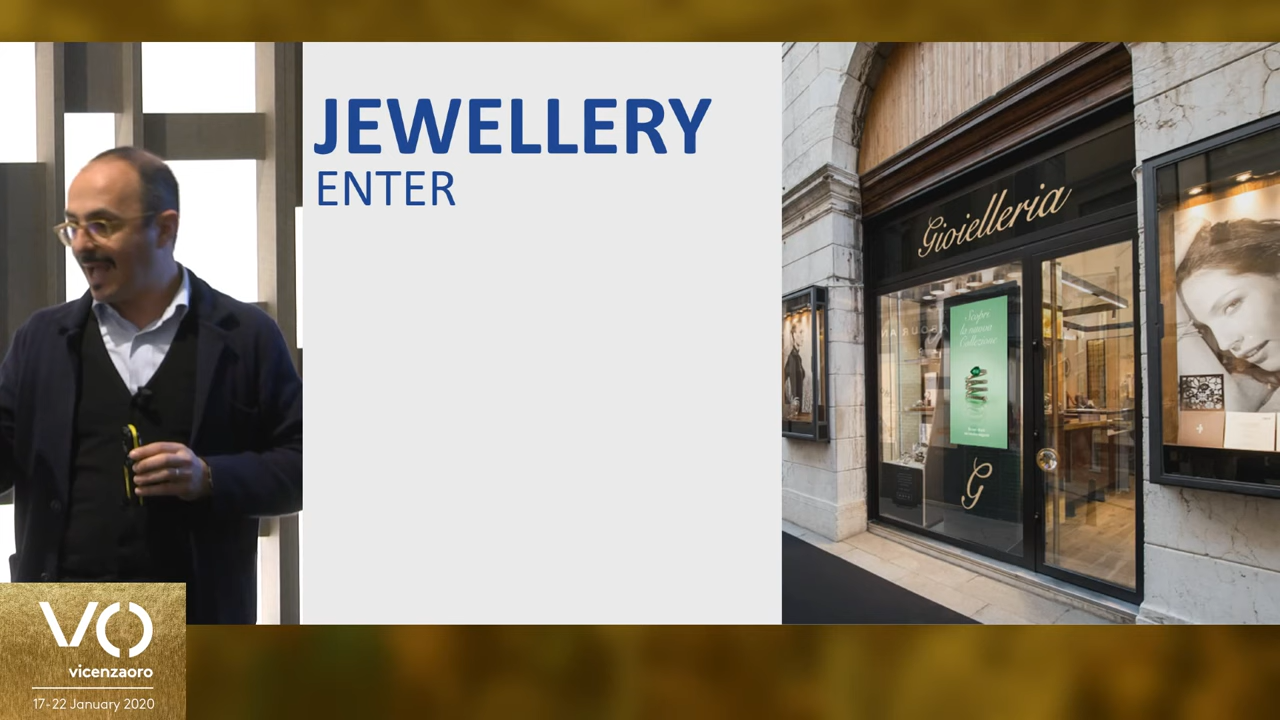 JEWELLERY
ENTER
Gioielleria
Scopri
la nuova
Collezione
G
VO
vicenzaoro
17-22 January 2020